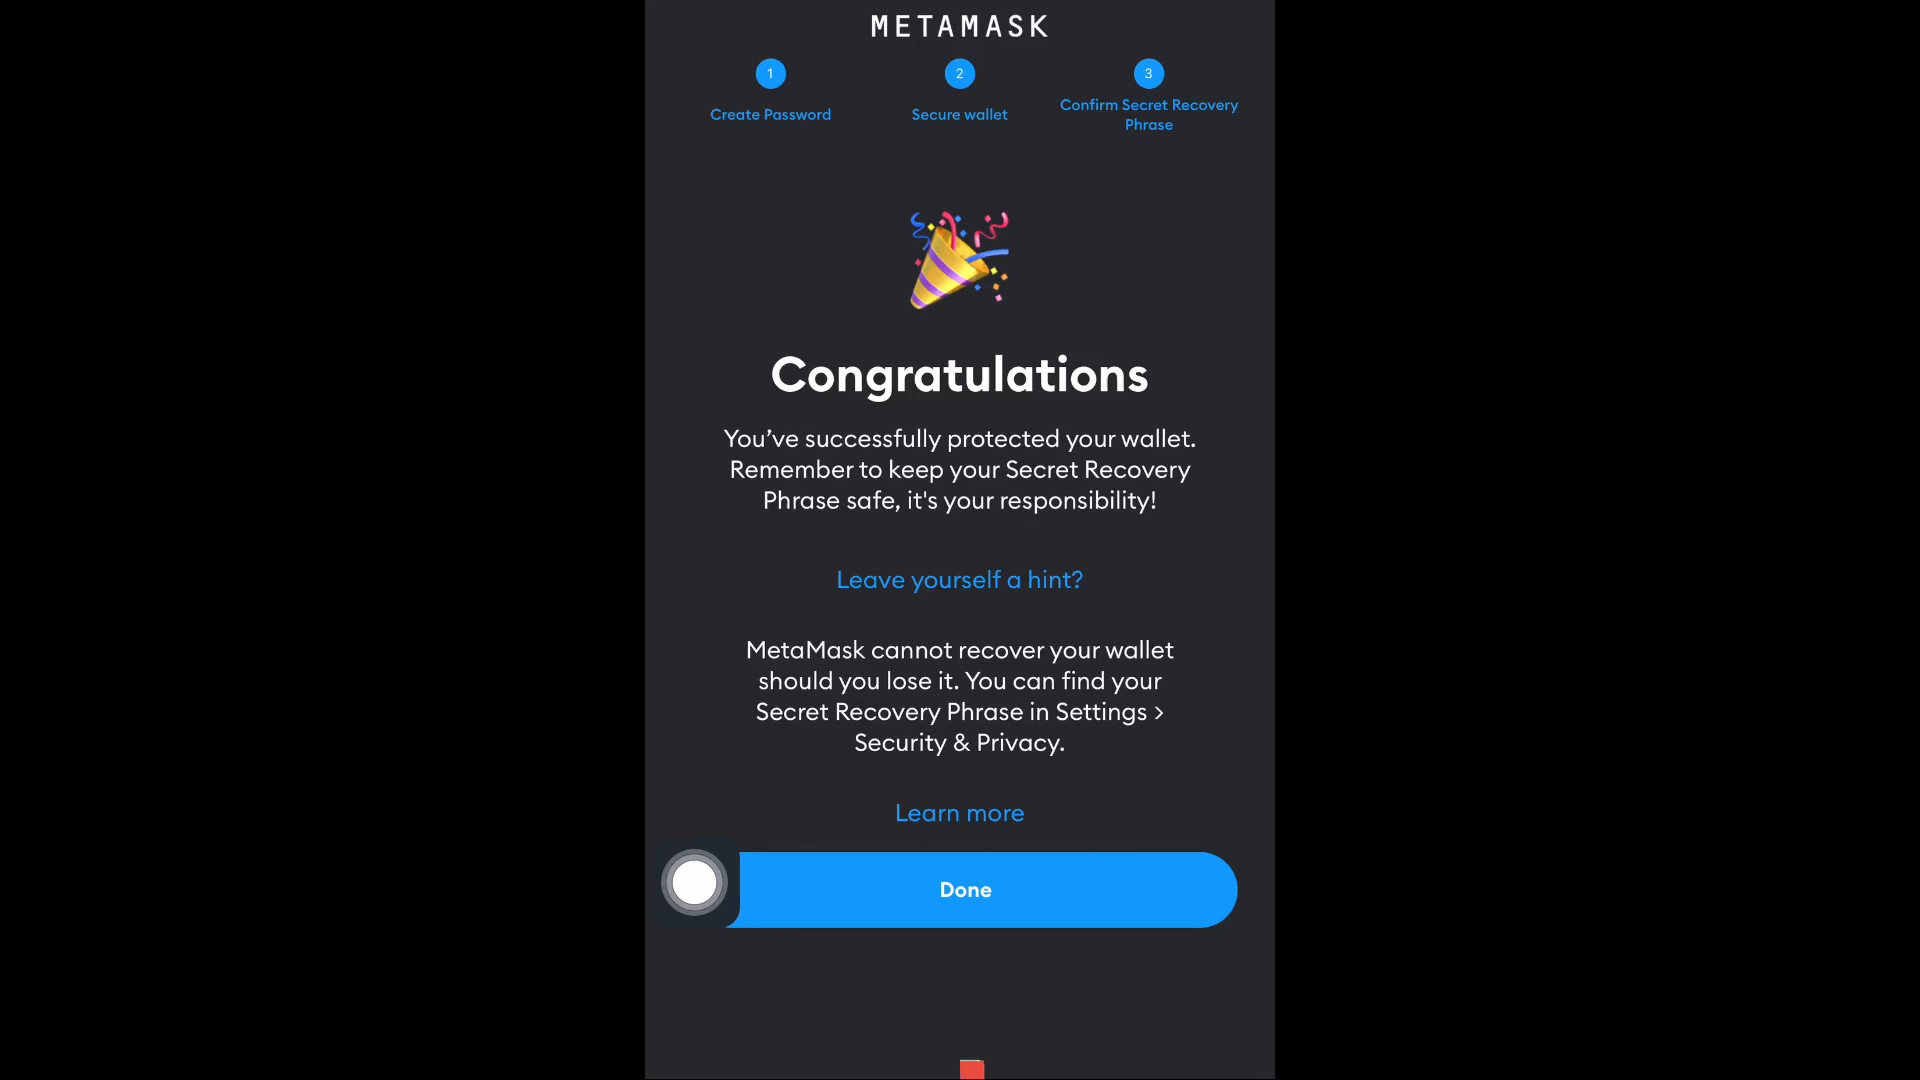 METAMASK
1 2 3
Create Password Secure wallet Confirm Secret Recovery
Phrase
Congratulations
You’ve successfully protected your wallet.
Remember to keep your Secret Recovery
Phrase safe, it's your responsibility!
Leave yourself a hint?
MetaMask cannot recover your wallet
should you lose it. You can find your
Secret Recovery Phrase in Settings >
Security & Privacy.
Learn more
Done